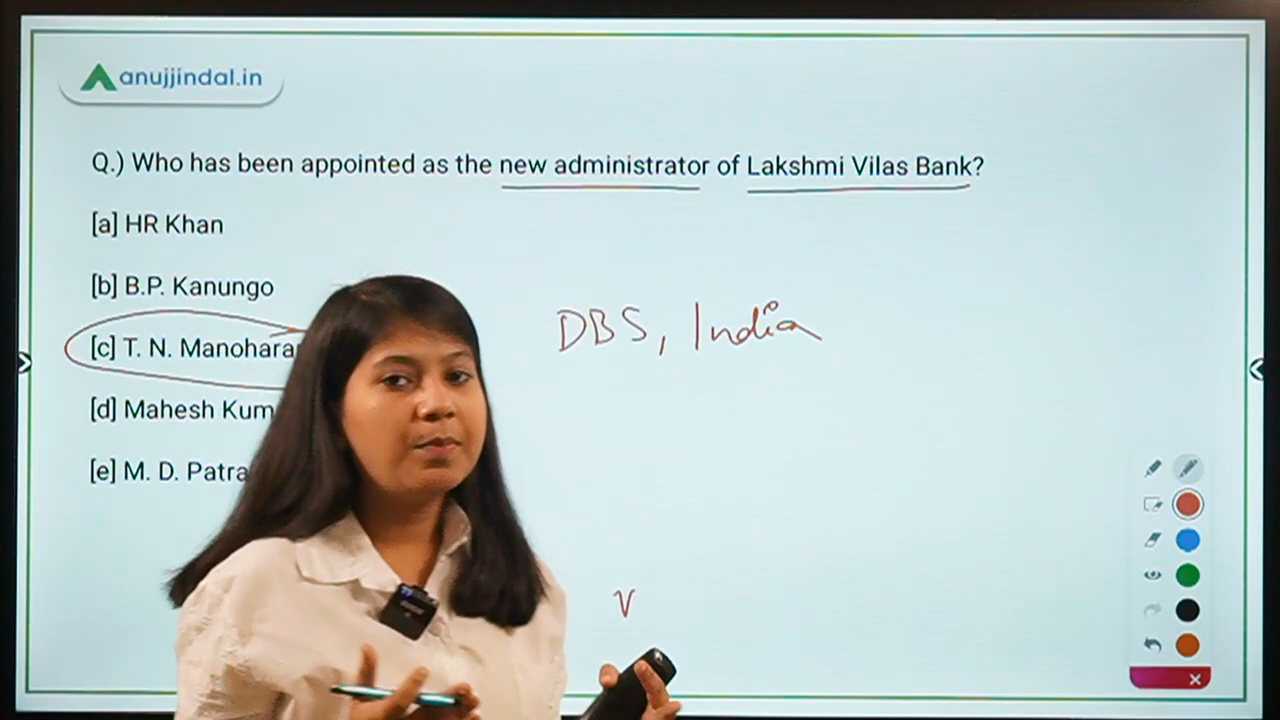 anujjindal.in
Q.) Who has been appointed as the new administrator of Lakshmi Vilas Bank?
[a] HR Khan
[b] B.P. Kanungo
[c] T. N. Manohara
DBS, India
[d] Mahesh Kum
[e] M. D. Patra
V